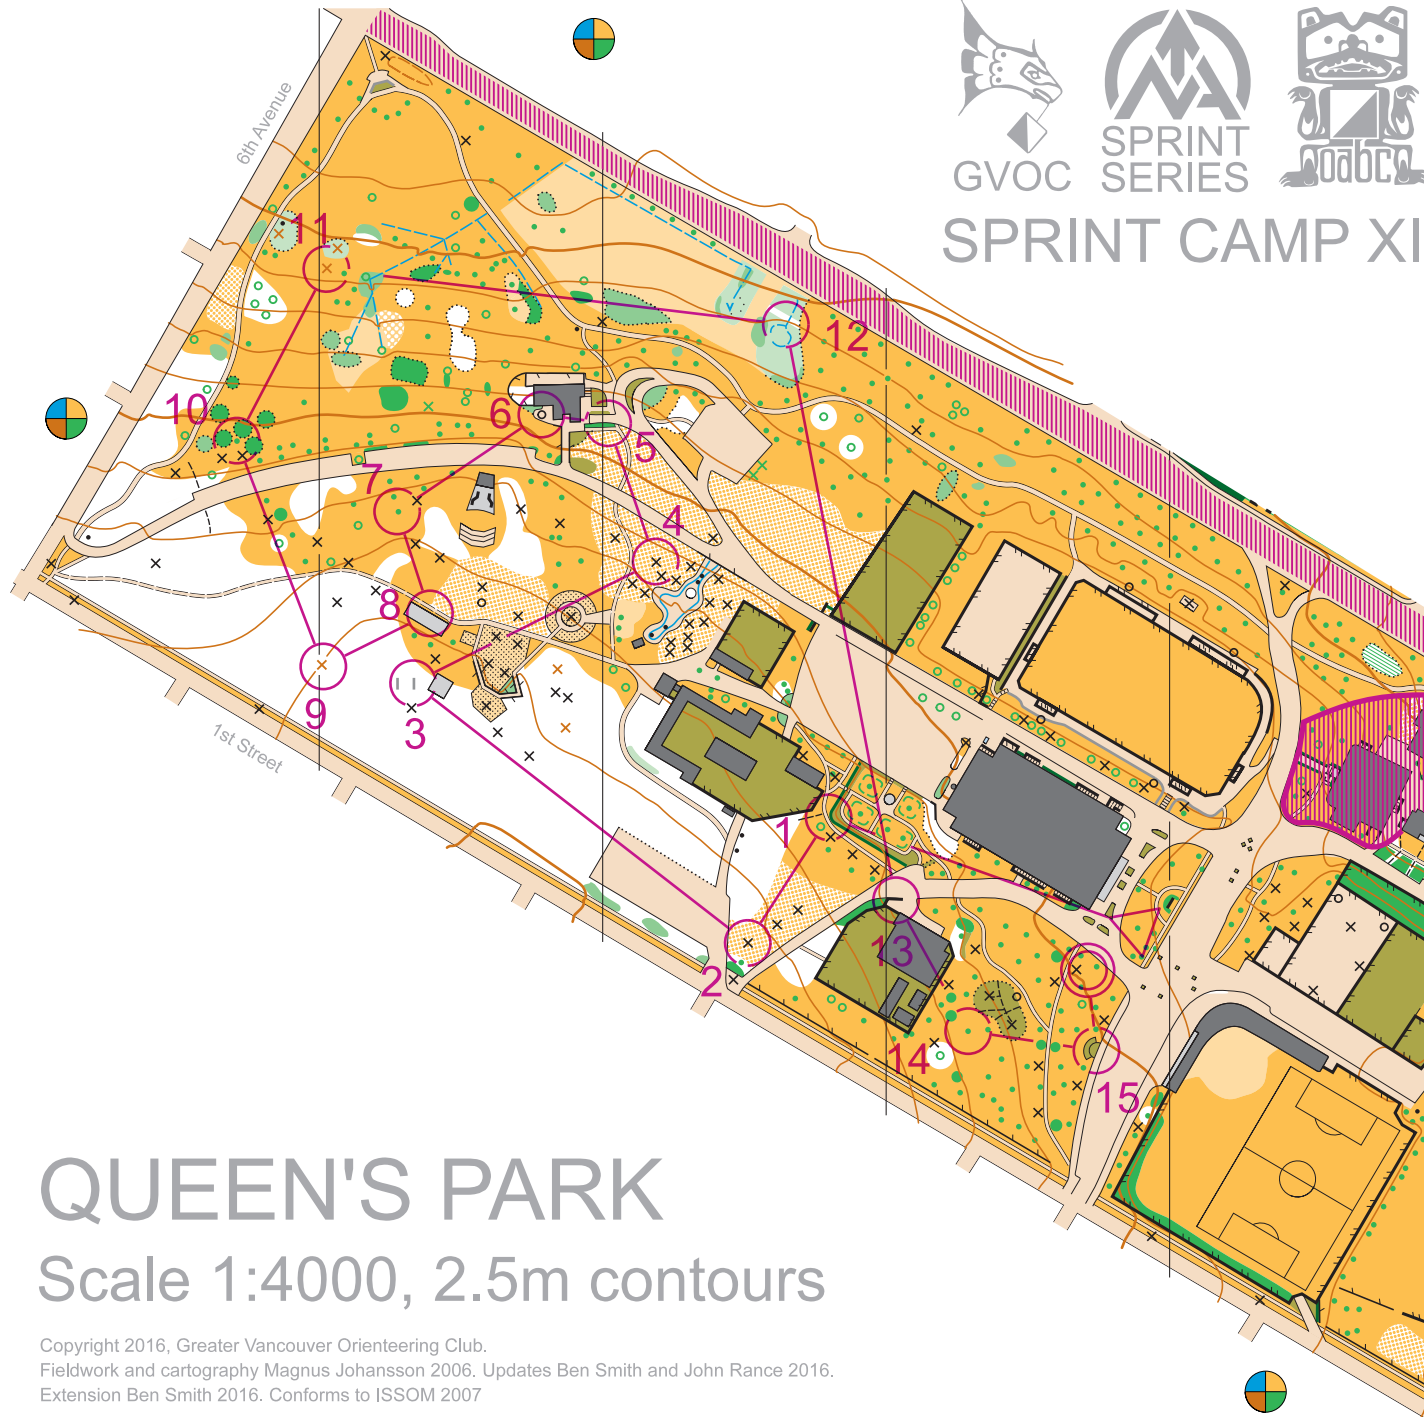 GVOC
SPRINT
SERIES
oabc
SPRINT CAMP XI
6th Avenue
11
12
10
6
5
7
4
8
9
3
1st Street
1
2
13
14
15
QUEEN'S PARK
Scale 1:4000, 2.5m contours
Copyright 2016, Greater Vancouver Orienteering Club.
Fieldwork and cartography Magnus Johansson 2006. Updates Ben Smith and John Rance 2016.
Extension Ben Smith 2016. Conforms to ISSOM 2007